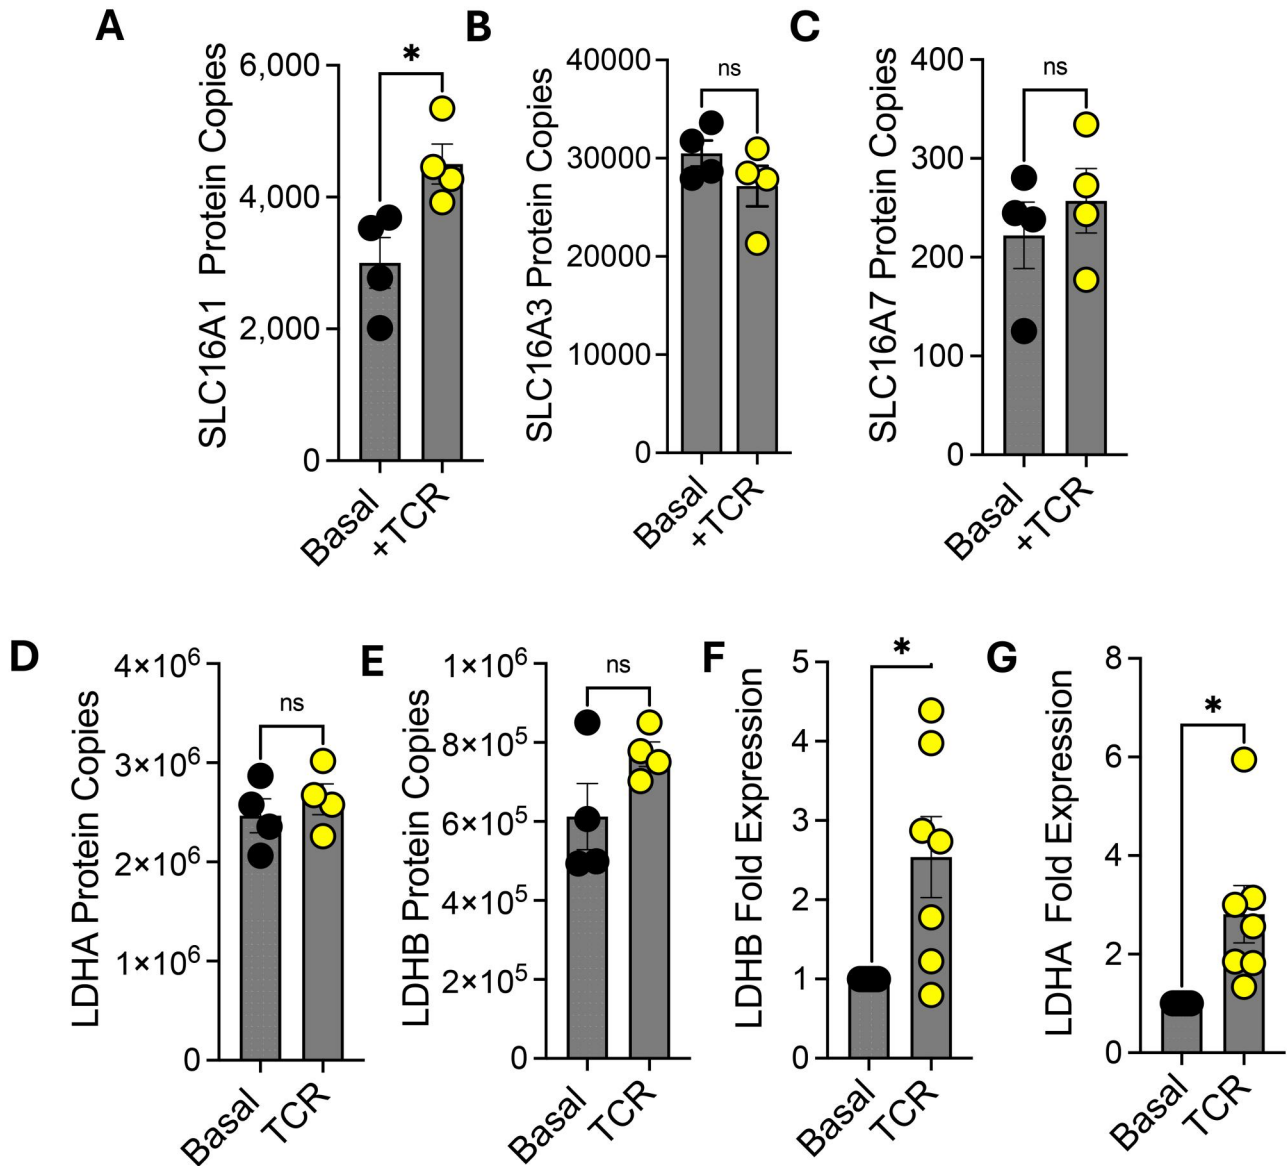 A
SLC16A1  Protein Copies
6,000
4,000
2,000
0
*
Basal
+TCR
B
SLC16A3 Protein Copies
40000
30000
20000
10000
0
ns
Basal
+TCR
C
SLC16A7 Protein Copies
400
300
200
100
0
ns
Basal
+TCR
D
LDHA Protein Copies
4×10⁶
3×10⁶
2×10⁶
1×10⁶
0
ns
Basal
TCR
E
LDHB Protein Copies
1×10⁶
8×10⁵
6×10⁵
4×10⁵
2×10⁵
0
ns
Basal
TCR
F
LDHB Fold Expression
5
4
3
2
1
0
*
Basal
TCR
G
LDHA  Fold Expression
8
6
4
2
0
*
Basal
TCR